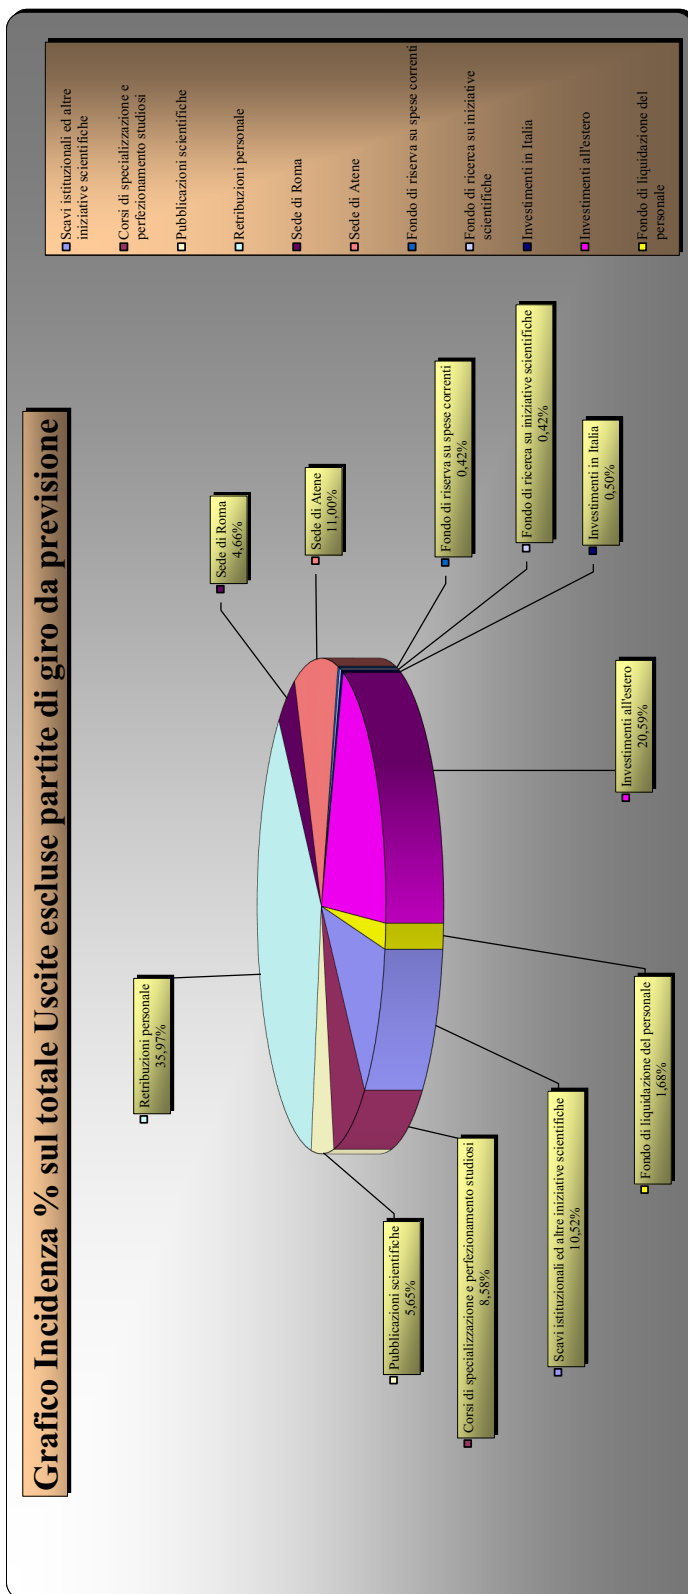 Grafico Incidenza % sul totale Uscite escluse partite di giro da previsione
Retribuzioni personale
35,97%
Sede di Roma
4,66%
Sede di Atene
11,00%
Fondo di riserva su spese correnti
0,42%
Fondo di ricerca su iniziative scientifiche
0,42%
Investimenti in Italia
0,50%
Investimenti all'estero
20,59%
Fondo di liquidazione del personale
1,68%
Scavi istituzionali ed altre iniziative scientifiche
10,52%
Corsi di specializzazione e perfezionamento studiosi
8,58%
Pubblicazioni scientifiche
5,65%
Scavi istituzionali ed altre
iniziative scientifiche
Corsi di specializzazione e
perfezionamento studiosi
Pubblicazioni scientifiche
Retribuzioni personale
Sede di Roma
Sede di Atene
Fondo di riserva su spese correnti
Fondo di ricerca su iniziative
scientifiche
Investimenti in Italia
Investimenti all'estero
Fondo di liquidazione del
personale